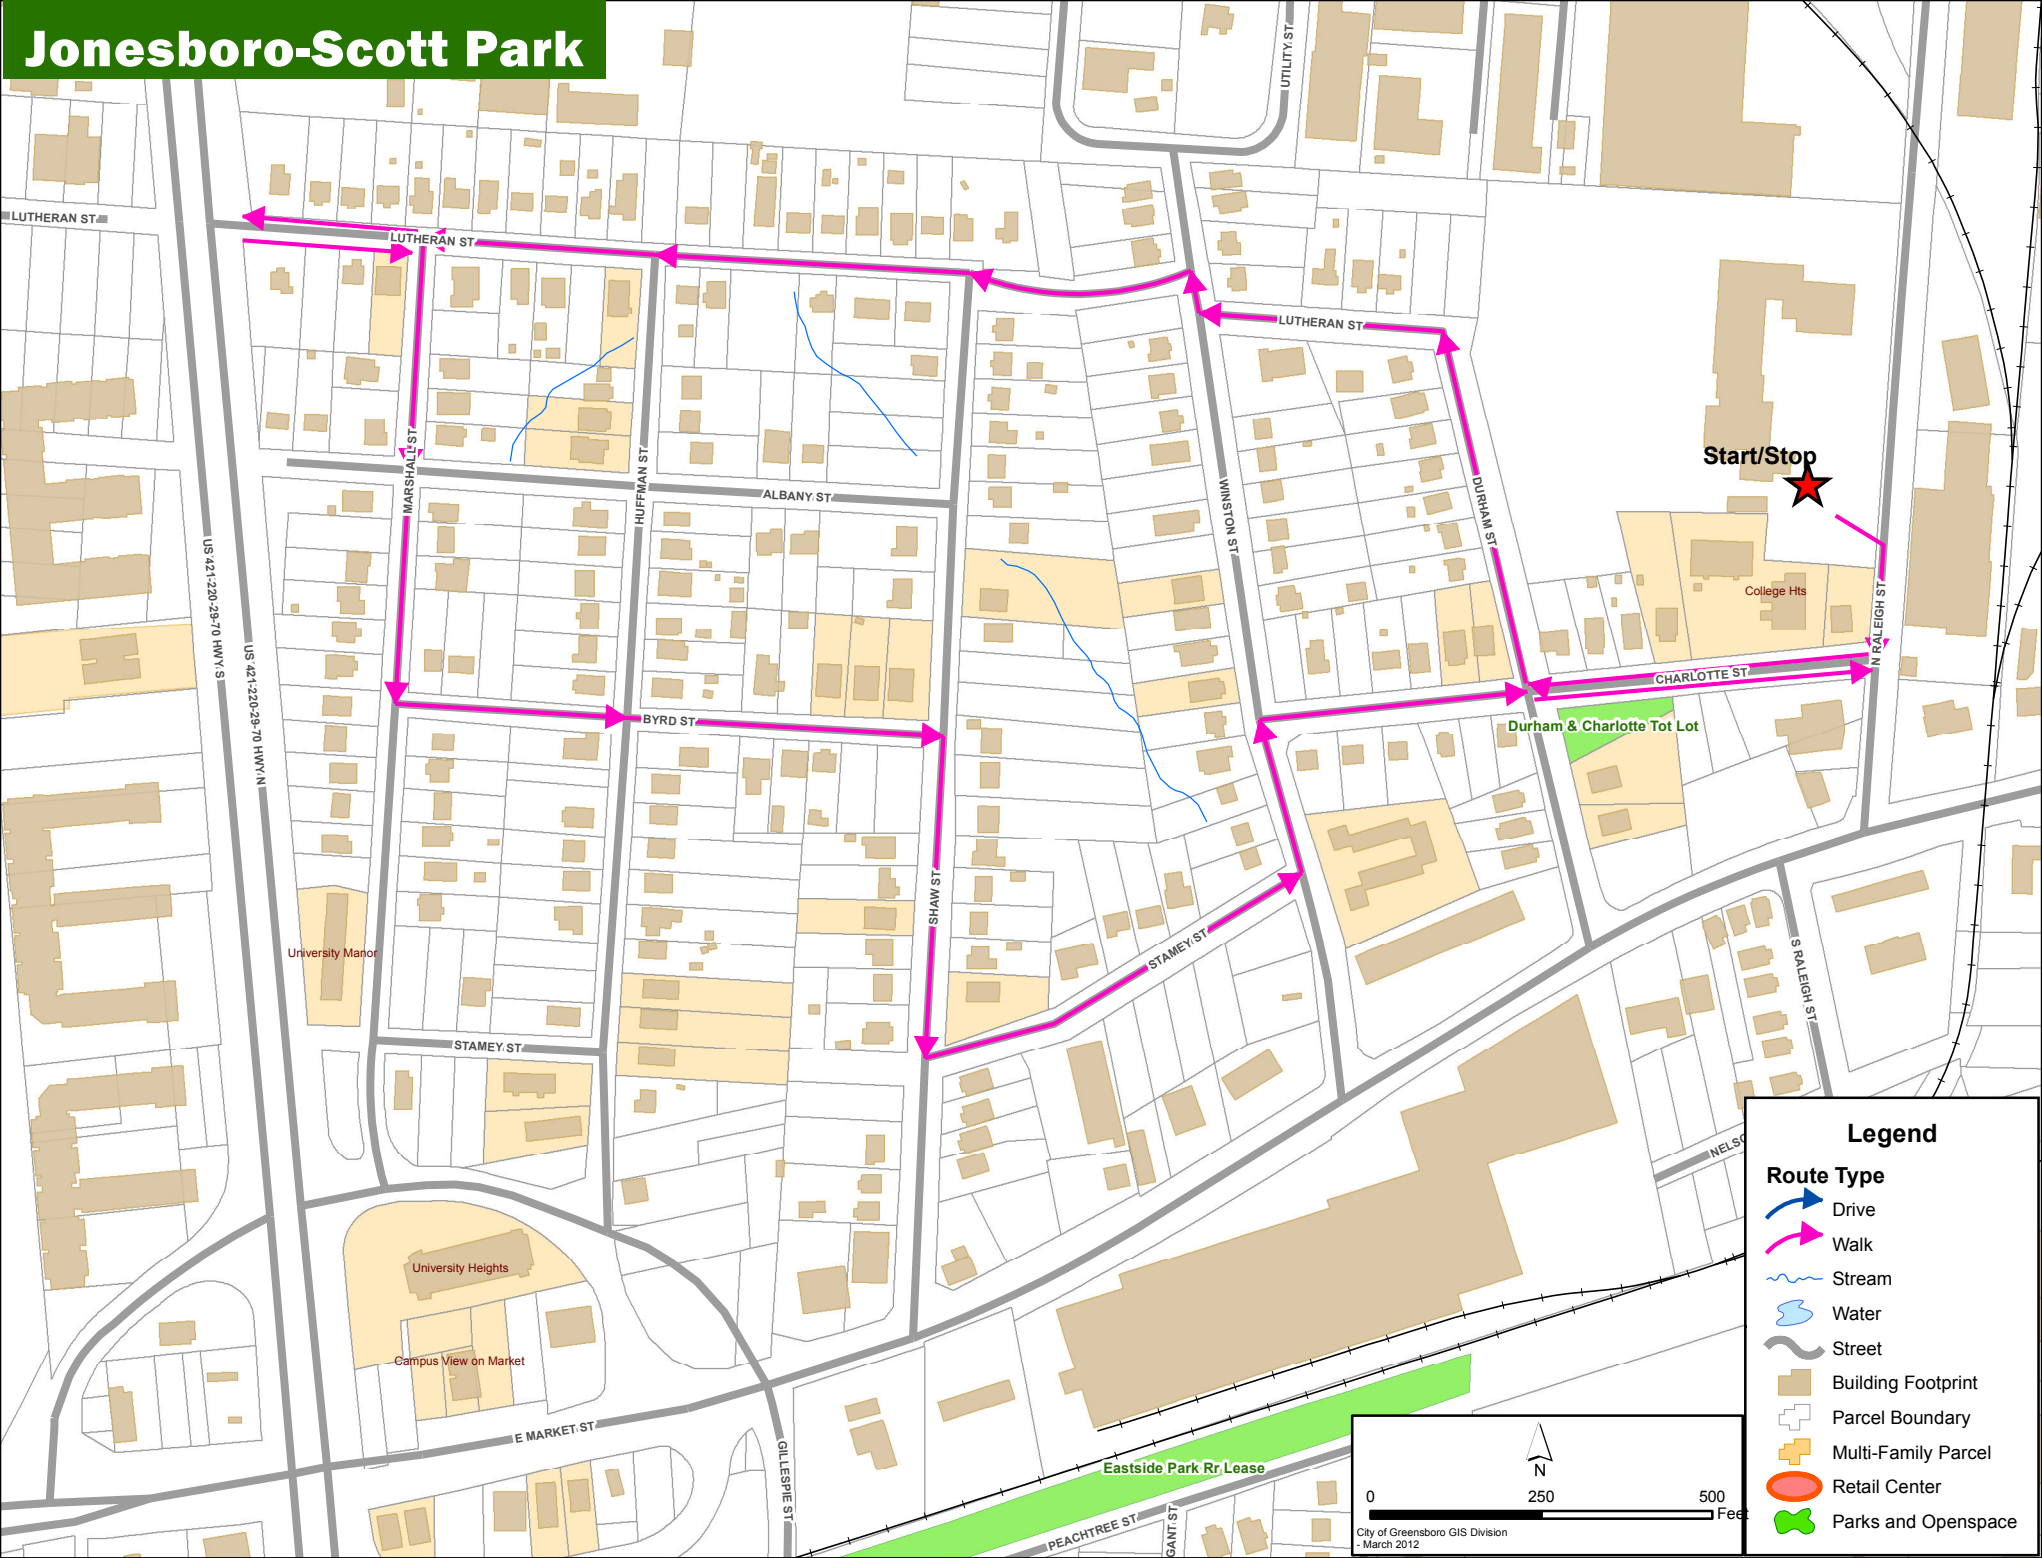 Jonesboro-Scott Park
UTILITY ST
LUTHERAN ST
LUTHERAN ST
LUTHERAN ST
MARSHALL ST
HUFFMAN ST
ALBANY ST
WINSTON ST
DURHAM ST
Start/Stop
College Hts
N RALEIGH ST
CHARLOTTE ST
Durham & Charlotte Tot Lot
US 421-220-29-70 HWY S
US 421-220-29-70 HWY N
BYRD ST
SHAW ST
STAMEY ST
University Manor
S RALEIGH ST
STAMEY ST
NELSO
University Heights
Campus View on Market
E MARKET ST
GILLESPIE ST
Eastside Park Rr Lease
PEACHTREE ST
GANT ST
N
0 250 500
Feet
City of Greensboro GIS Division
- March 2012
Legend
Route Type
Drive
Walk
Stream
Water
Street
Building Footprint
Parcel Boundary
Multi-Family Parcel
Retail Center
Parks and Openspace